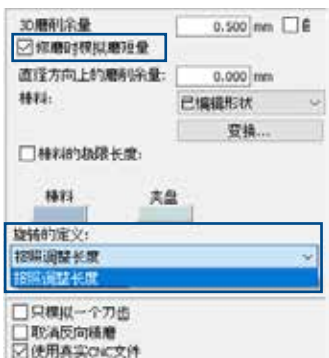 3D磨削余量 0.500 mm
修磨时模拟磨短量
直径方向上的磨削余量: 0.000 mm
棒料: 已编辑形状
变换...
棒料的极限长度:
棒料 夹盘
旋转的定义:
按照调整长度
按照调整长度
只模拟一个刀齿
取消反向精磨
使用真实CNC文件